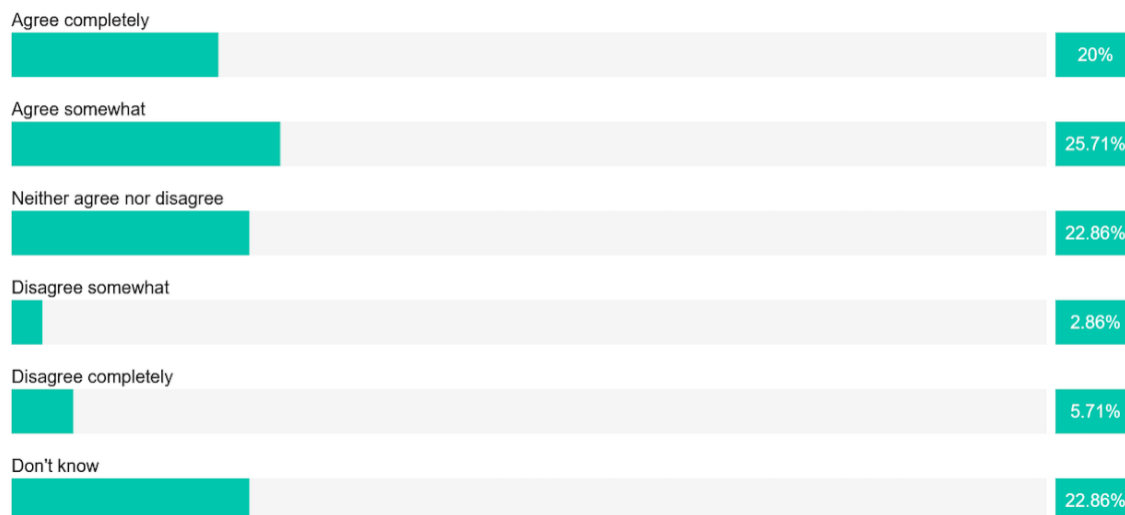 Agree completely
20%
Agree somewhat
25.71%
Neither agree nor disagree
22.86%
Disagree somewhat
2.86%
Disagree completely
5.71%
Don't know
22.86%